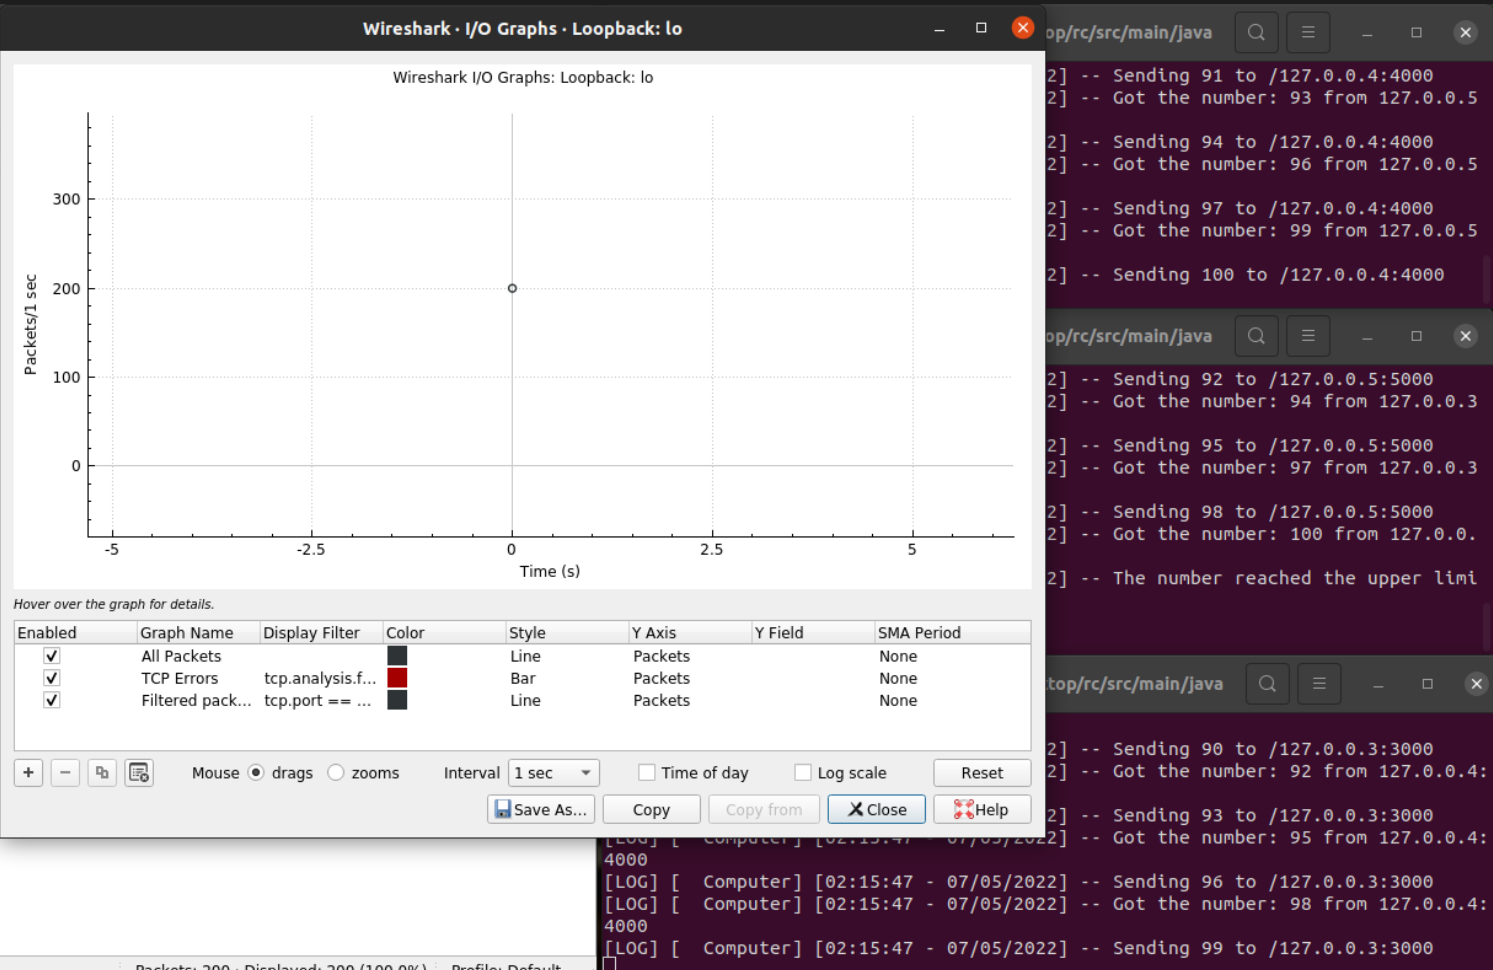 Wireshark · I/O Graphs · Loopback: lo
Wireshark I/O Graphs: Loopback: lo
Packets/1 sec
300
200
100
0
-5
-2.5
0
2.5
5
Time (s)
Hover over the graph for details.
Enabled Graph Name Display Filter Color Style Y Axis Y Field SMA Period
All Packets Line Packets None
TCP Errors tcp.analysis.f... Bar Packets None
Filtered pack... tcp.port == ... Line Packets None
+ − Mouse drags zooms Interval 1 sec Time of day Log scale Reset
Save As... Copy Copy from Close Help
op/rc/src/main/java
2] -- Sending 91 to /127.0.0.4:4000
2] -- Got the number: 93 from 127.0.0.5
2] -- Sending 94 to /127.0.0.4:4000
2] -- Got the number: 96 from 127.0.0.5
2] -- Sending 97 to /127.0.0.4:4000
2] -- Got the number: 99 from 127.0.0.5
2] -- Sending 100 to /127.0.0.4:4000
op/rc/src/main/java
2] -- Sending 92 to /127.0.0.5:5000
2] -- Got the number: 94 from 127.0.0.3
2] -- Sending 95 to /127.0.0.5:5000
2] -- Got the number: 97 from 127.0.0.3
2] -- Sending 98 to /127.0.0.5:5000
2] -- Got the number: 100 from 127.0.0.
2] -- The number reached the upper limi
top/rc/src/main/java
2] -- Sending 90 to /127.0.0.3:3000
2] -- Got the number: 92 from 127.0.0.4:
2] -- Sending 93 to /127.0.0.3:3000
[LOG] [ Computer] [02:15:47 - 07/05/2022] -- Got the number: 95 from 127.0.0.4:
4000
[LOG] [ Computer] [02:15:47 - 07/05/2022] -- Sending 96 to /127.0.0.3:3000
[LOG] [ Computer] [02:15:47 - 07/05/2022] -- Got the number: 98 from 127.0.0.4:
4000
[LOG] [ Computer] [02:15:47 - 07/05/2022] -- Sending 99 to /127.0.0.3:3000
Packets: 200 · Displayed: 200 (100.0%) Profile: Default